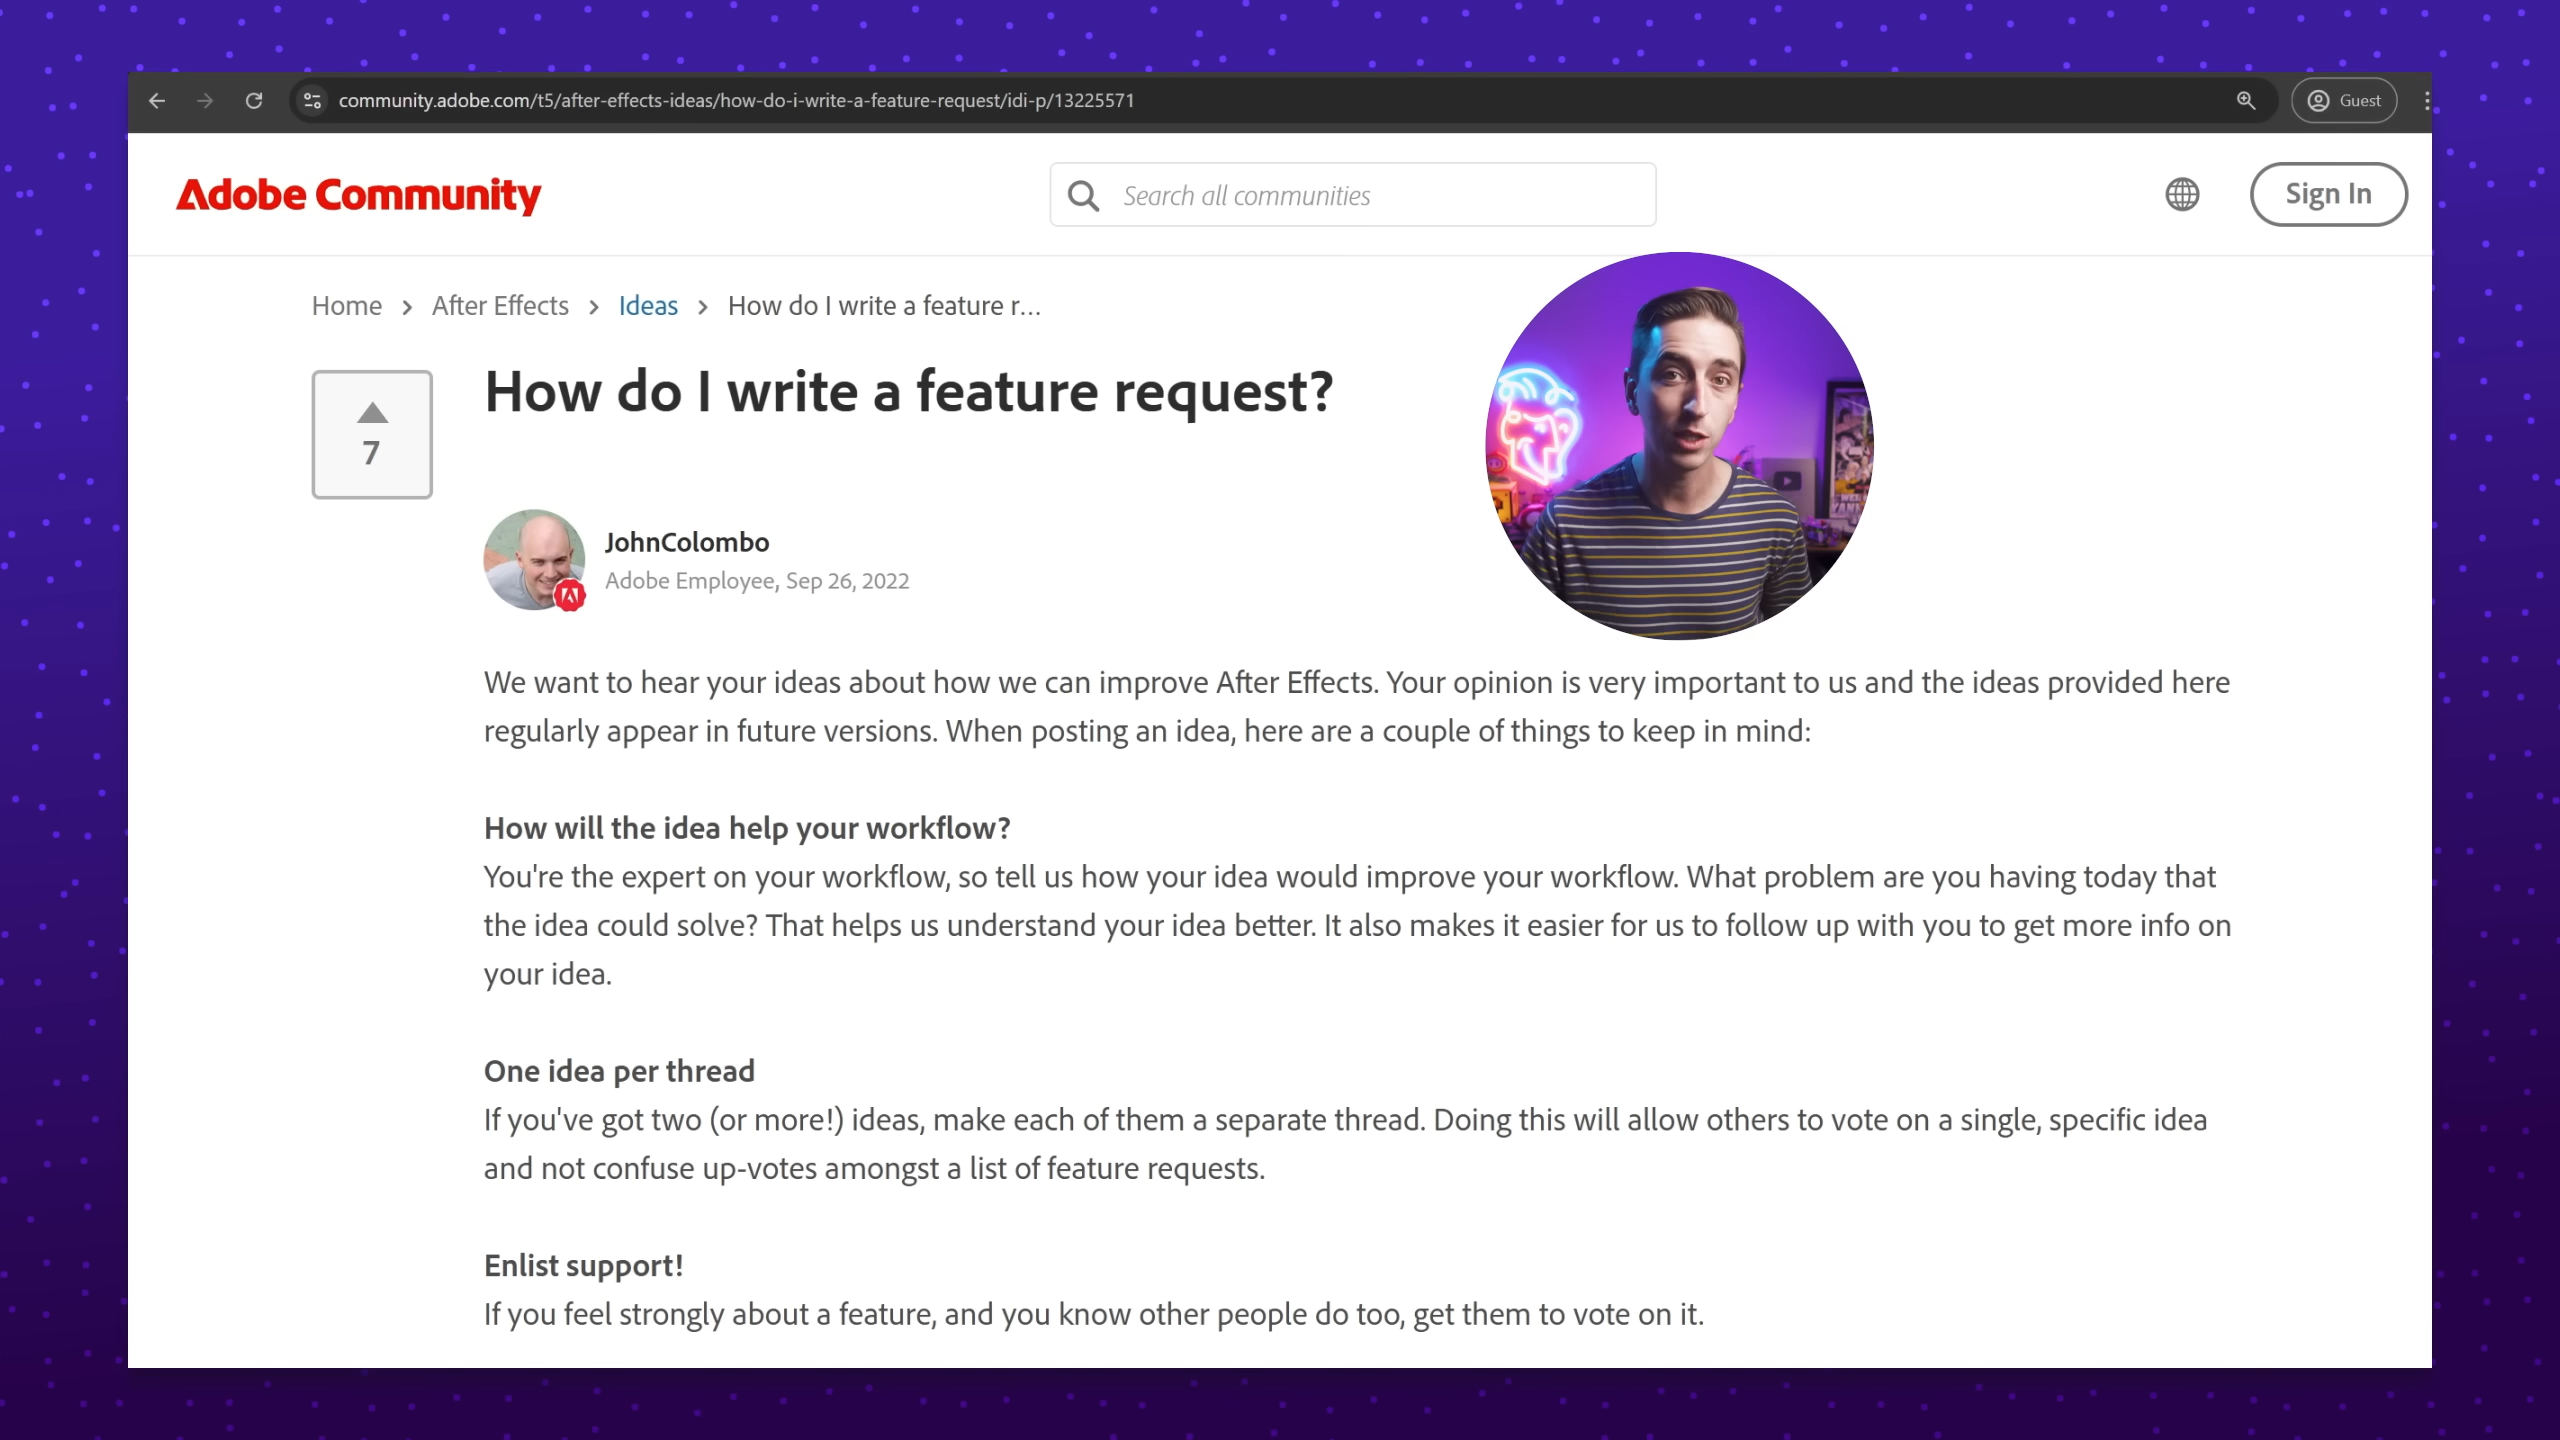 community.adobe.com/t5/after-effects-ideas/how-do-i-write-a-feature-request/idi-p/13225571
Guest
Adobe Community
Search all communities
Sign In
Home > After Effects > Ideas > How do I write a feature r...
7
How do I write a feature request?
JohnColombo
Adobe Employee, Sep 26, 2022
We want to hear your ideas about how we can improve After Effects. Your opinion is very important to us and the ideas provided here
regularly appear in future versions. When posting an idea, here are a couple of things to keep in mind:
How will the idea help your workflow?
You're the expert on your workflow, so tell us how your idea would improve your workflow. What problem are you having today that
the idea could solve? That helps us understand your idea better. It also makes it easier for us to follow up with you to get more info on
your idea.
One idea per thread
If you've got two (or more!) ideas, make each of them a separate thread. Doing this will allow others to vote on a single, specific idea
and not confuse up-votes amongst a list of feature requests.
Enlist support!
If you feel strongly about a feature, and you know other people do too, get them to vote on it.